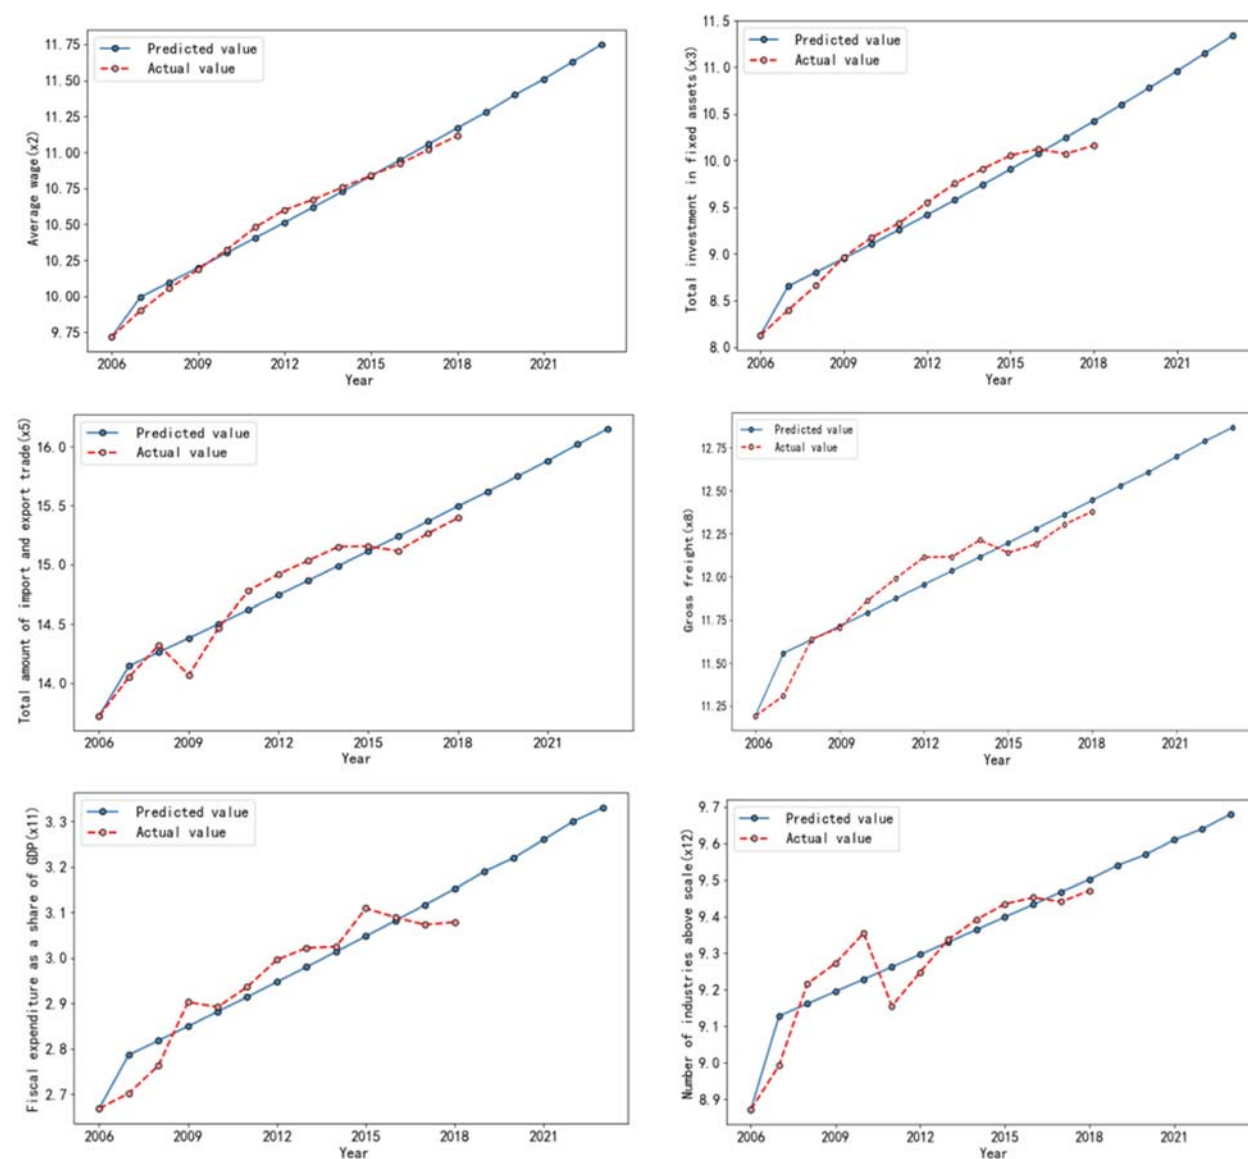 Average wage(x2)
11.75
11.50
11.25
11.00
10.75
10.50
10.25
10.00
9.75
Predicted value
Actual value
2006 2009 2012 2015 2018 2021
Year
Total investment in fixed assets(x3)
11.5
11.0
10.5
10.0
9.5
9.0
8.5
8.0
Predicted value
Actual value
2006 2009 2012 2015 2018 2021
Year
Total amount of import and export trade(x5)
16.0
15.5
15.0
14.5
14.0
Predicted value
Actual value
2006 2009 2012 2015 2018 2021
Year
Gross freight(x8)
12.75
12.50
12.25
12.00
11.75
11.50
11.25
Predicted value
Actual value
2006 2009 2012 2015 2018 2021
Year
Fiscal expenditure as a share of GDP(x11)
3.3
3.2
3.1
3.0
2.9
2.8
2.7
Predicted value
Actual value
2006 2009 2012 2015 2018 2021
Year
Number of industries above scale(x12)
9.7
9.6
9.5
9.4
9.3
9.2
9.1
9.0
8.9
Predicted value
Actual value
2006 2009 2012 2015 2018 2021
Year